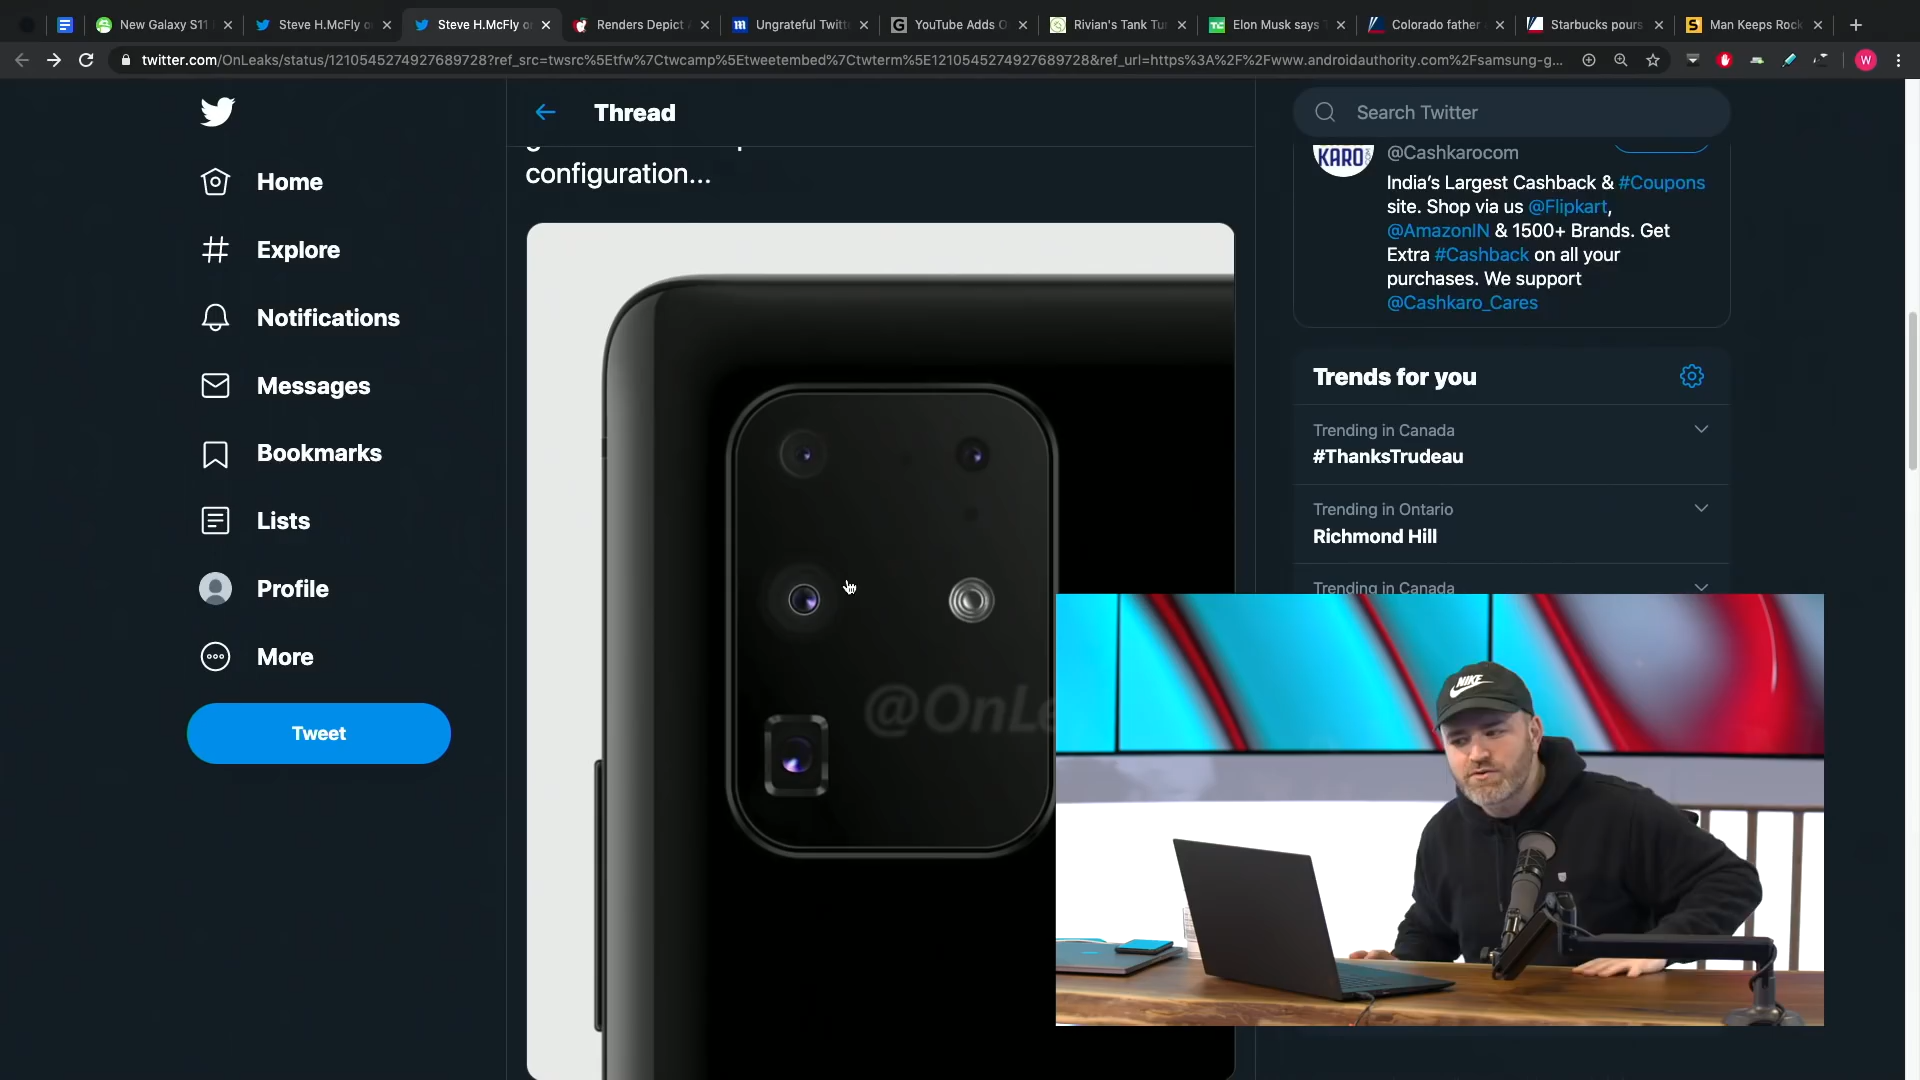 New Galaxy S11
Steve H.McFly o
Steve H.McFly o
Renders Depict
Ungrateful Twitt
YouTube Adds O
Rivian's Tank Tu
Elon Musk says
Colorado father
Starbucks pours
Man Keeps Rock
twitter.com/OnLeaks/status/1210545274927689728?ref_src=twsrc%5Etfw%7Ctwcamp%5Etweetembed%7Ctwterm%5E1210545274927689728&ref_url=https%3A%2F%2Fwww.androidauthority.com%2Fsamsung-g...
W
Thread
Search Twitter
Home
Explore
Notifications
Messages
Bookmarks
Lists
Profile
More
Tweet
configuration...
@OnLe
KARO
@Cashkarocom
India’s Largest Cashback & #Coupons
site. Shop via us @Flipkart,
@AmazonIN & 1500+ Brands. Get
Extra #Cashback on all your
purchases. We support
@Cashkaro_Cares
Trends for you
Trending in Canada
#ThanksTrudeau
Trending in Ontario
Richmond Hill
Trending in Canada
NIKE